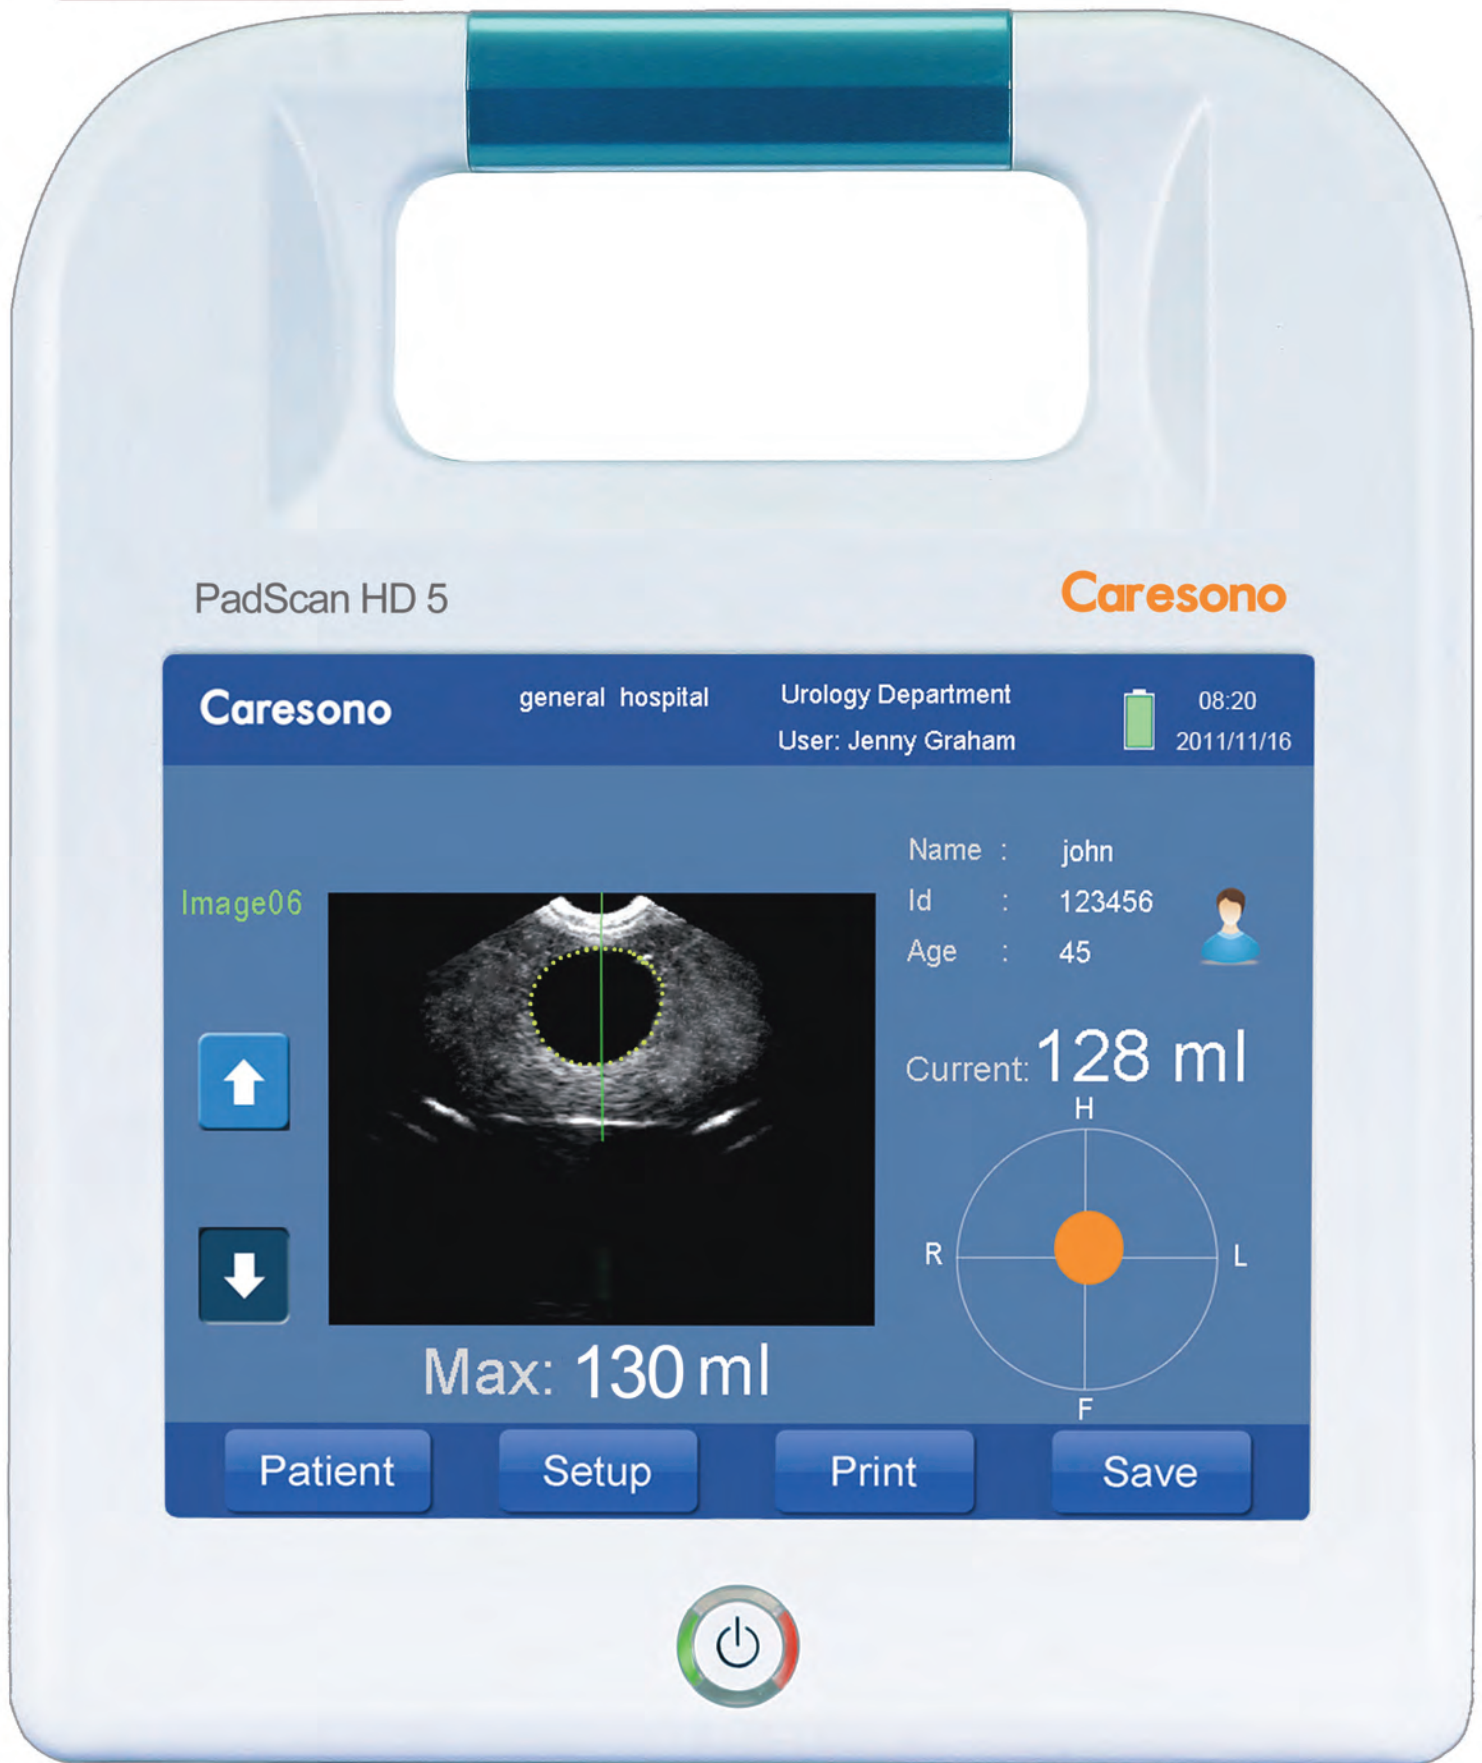 PadScan HD 5
Caresono
Caresono
general hospital
Urology Department
User: Jenny Graham
08:20
2011/11/16
Image06
Name : john
Id : 123456
Age : 45
Current: 128 ml
H
R
L
F
Max: 130 ml
Patient
Setup
Print
Save